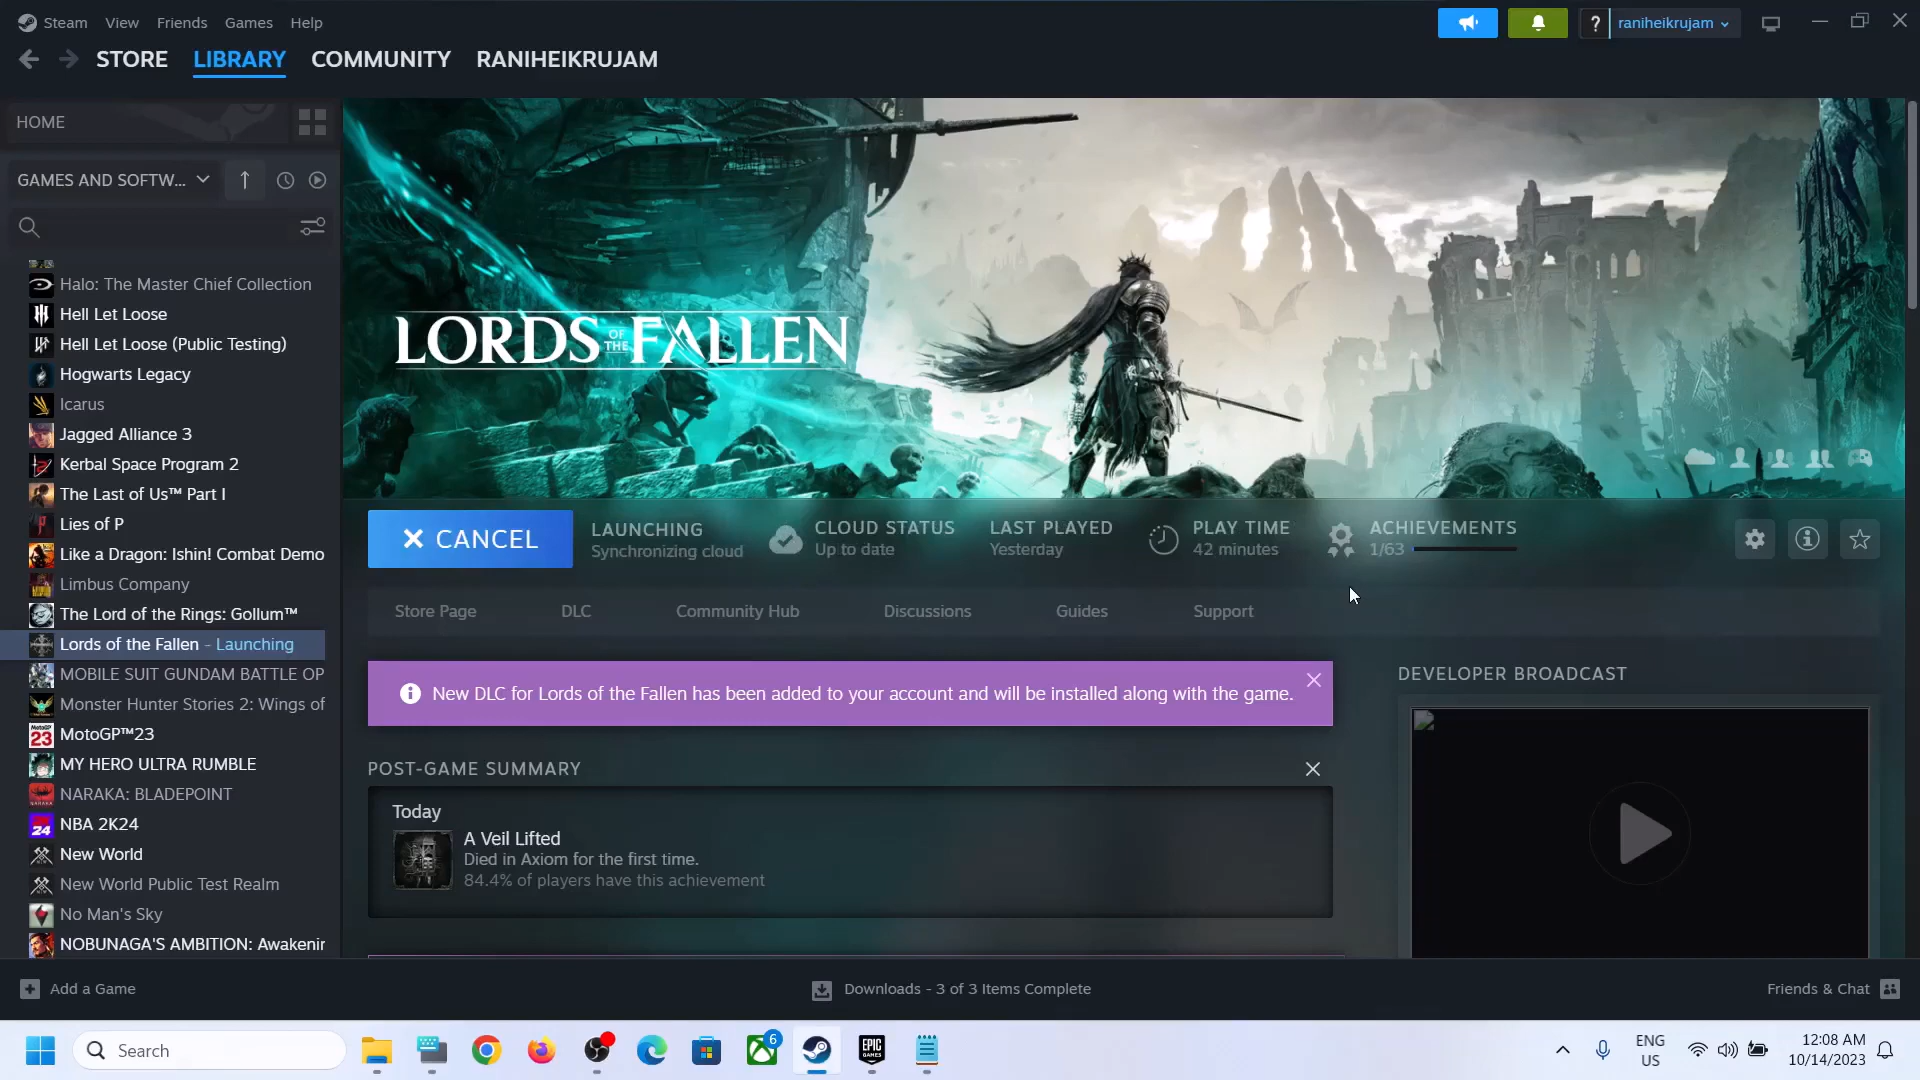 Steam View Friends Games Help
? raniheikrujam
STORE LIBRARY COMMUNITY RANIHEIKRUJAM
HOME
GAMES AND SOFTW...
Halo: The Master Chief Collection
Hell Let Loose
Hell Let Loose (Public Testing)
Hogwarts Legacy
Icarus
Jagged Alliance 3
Kerbal Space Program 2
The Last of Us™ Part I
Lies of P
Like a Dragon: Ishin! Combat Demo
Limbus Company
The Lord of the Rings: Gollum™
Lords of the Fallen - Launching
MOBILE SUIT GUNDAM BATTLE OP
Monster Hunter Stories 2: Wings of
MotoGP™23
MY HERO ULTRA RUMBLE
NARAKA: BLADEPOINT
NBA 2K24
New World
New World Public Test Realm
No Man's Sky
NOBUNAGA'S AMBITION: Awakenir
LORDS OF THE FALLEN
CANCEL
LAUNCHING
Synchronizing cloud
CLOUD STATUS
Up to date
LAST PLAYED
Yesterday
PLAY TIME
42 minutes
ACHIEVEMENTS
1/63
Store Page DLC Community Hub Discussions Guides Support
New DLC for Lords of the Fallen has been added to your account and will be installed along with the game.
POST-GAME SUMMARY
Today
A Veil Lifted
Died in Axiom for the first time.
84.4% of players have this achievement
DEVELOPER BROADCAST
Add a Game
Downloads - 3 of 3 Items Complete
Friends & Chat
Search
6
EPIC
GAMES
ENG
US
12:08 AM
10/14/2023